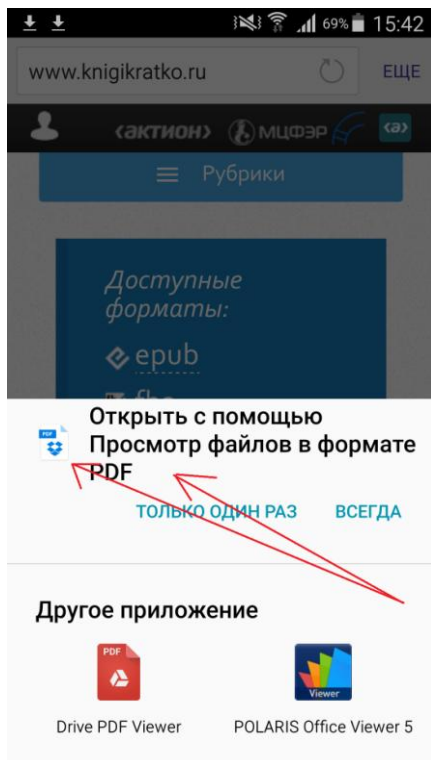 69% 15:42
www.knigikratko.ru ЕЩЕ
‹актион› МЦФЭР ‹а›
Рубрики
Доступные
форматы:
epub
PDF
Открыть с помощью
Просмотр файлов в формате
PDF
ТОЛЬКО ОДИН РАЗ ВСЕГДА
Другое приложение
PDF
Viewer
Drive PDF Viewer POLARIS Office Viewer 5